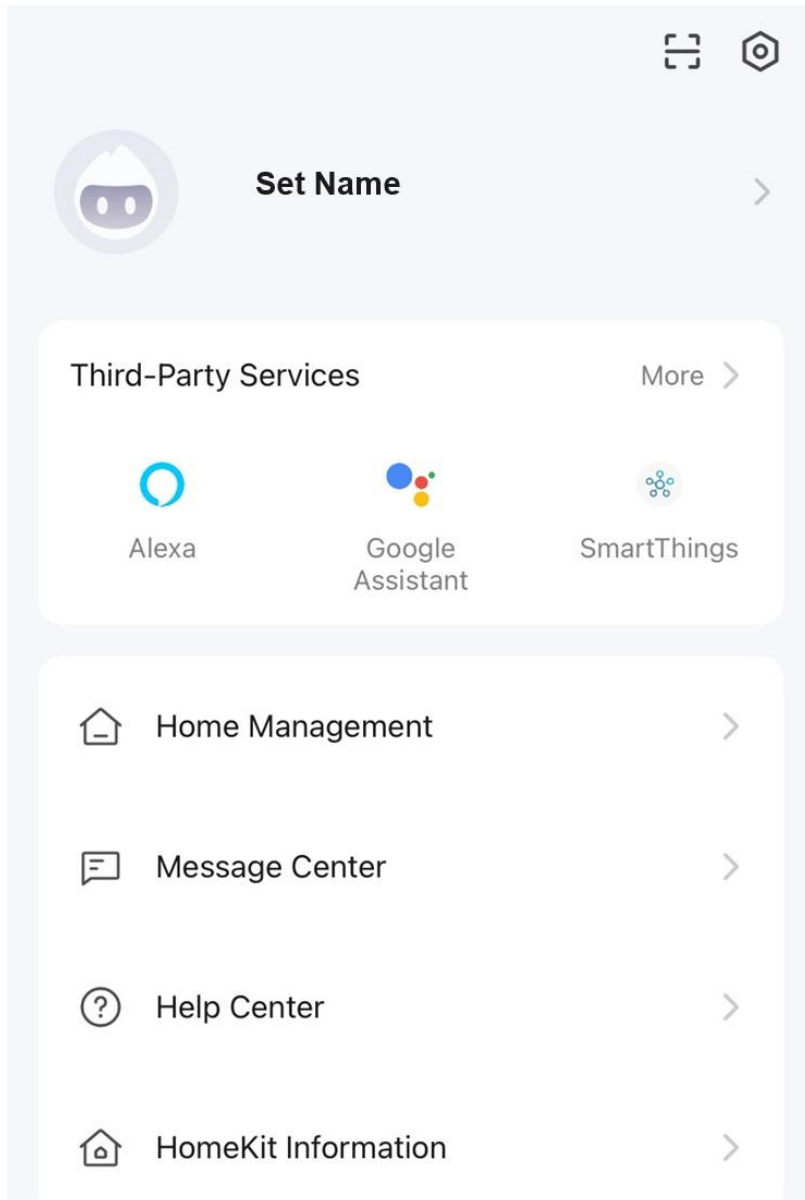 Set Name
Third-Party Services More
Alexa
Google
Assistant
SmartThings
Home Management
Message Center
Help Center
HomeKit Information